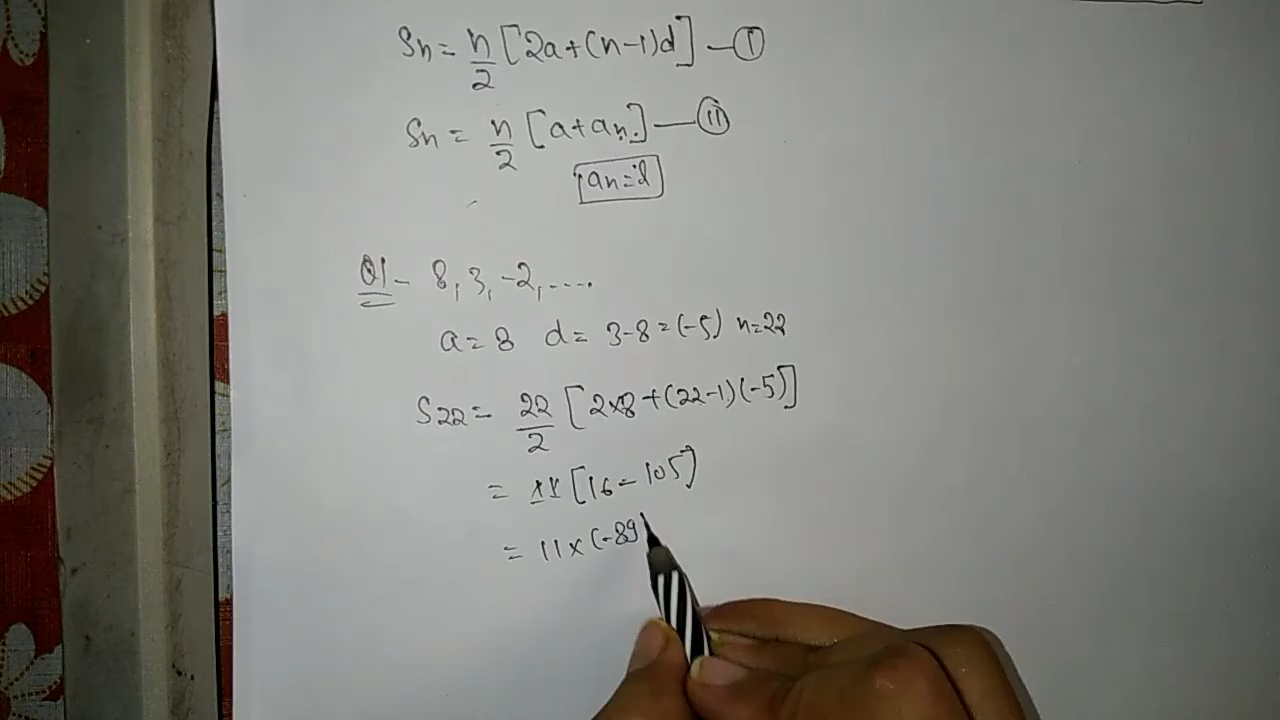 Sn = n/2 [2a+(n-1)d] — I
Sn = n/2 [a+an] — II
an = l
Q1- 8, 3, -2, ....
a = 8 d = 3-8 = (-5) n=22
S22 = 22/2 [2×8+(22-1)(-5)]
= 11 [16-105]
= 11×(-89)